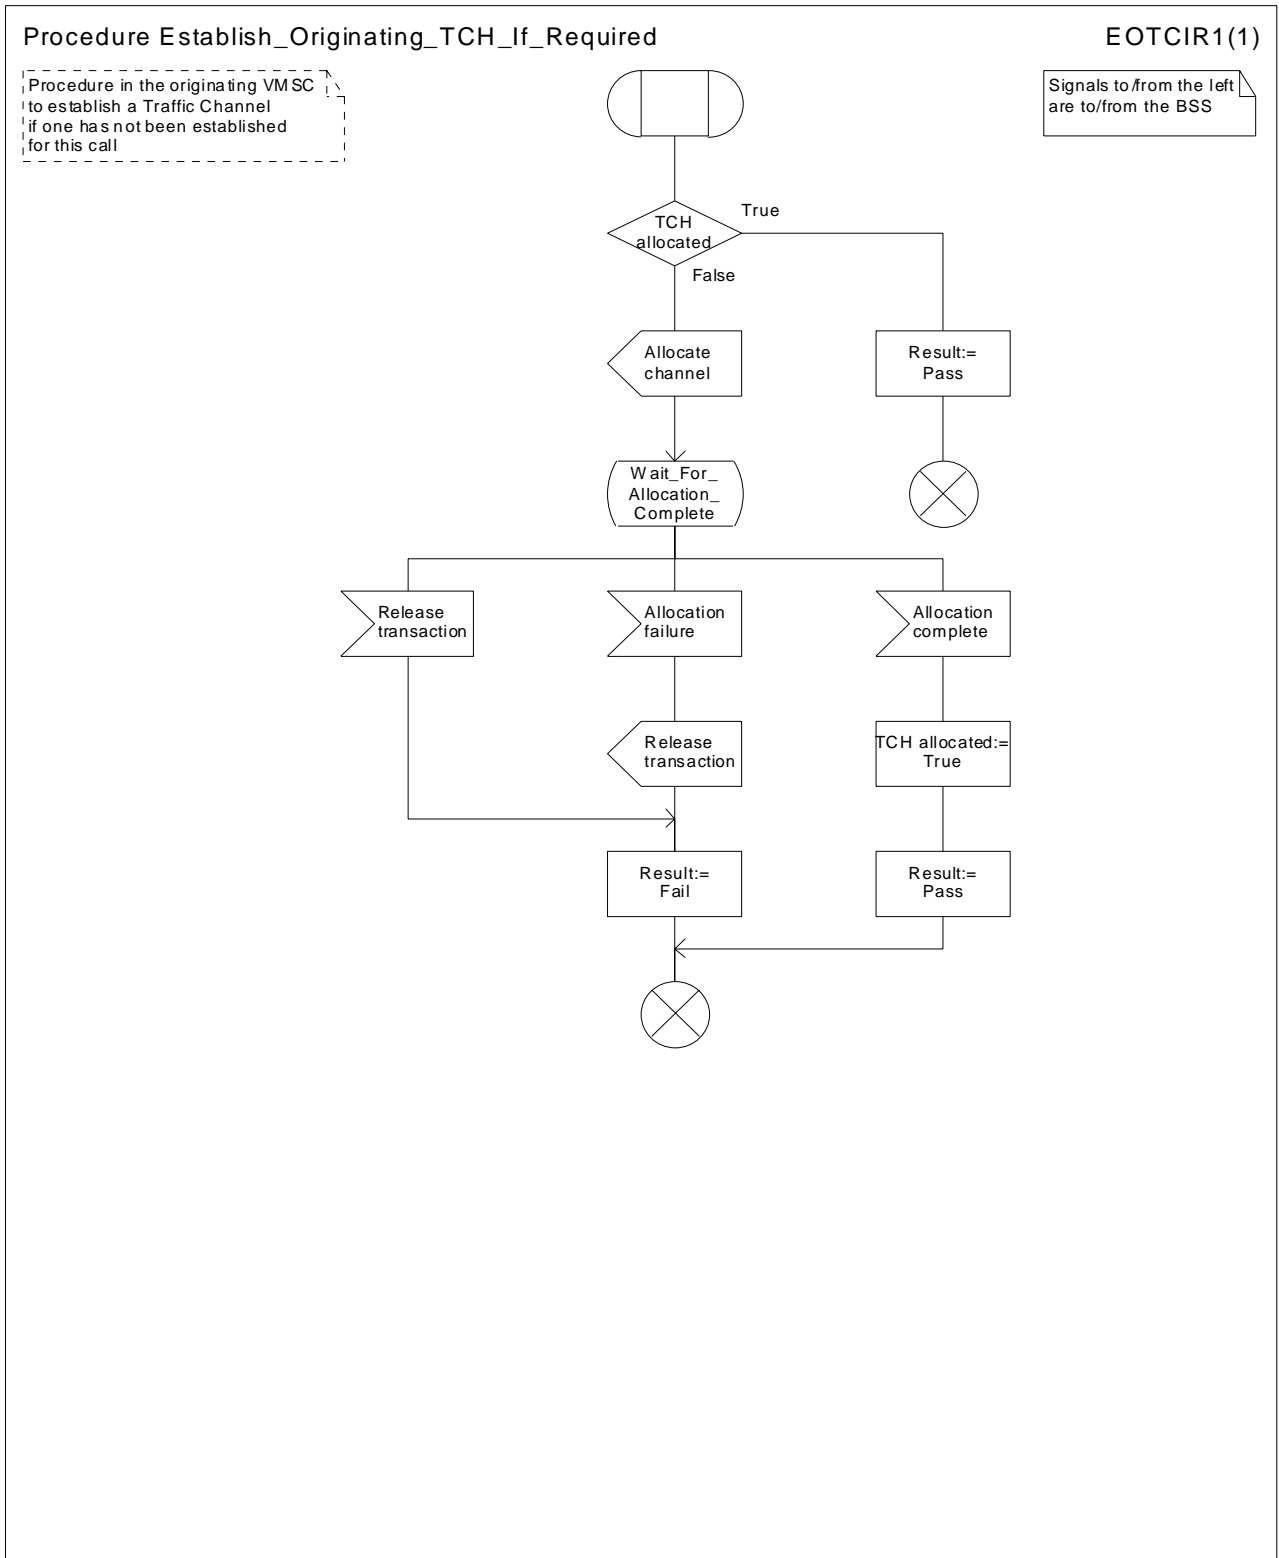 Procedure Establish_Originating_TCH_If_Required
EOTCIR1(1)
Procedure in the originating VMSC
to establish a Traffic Channel
if one has not been established
for this call
Signals to/from the left
are to/from the BSS
TCH
allocated
True
False
Allocate
channel
Result:=
Pass
Wait_For_
Allocation_
Complete
Release
transaction
Allocation
failure
Allocation
complete
Release
transaction
TCH allocated:=
True
Result:=
Fail
Result:=
Pass